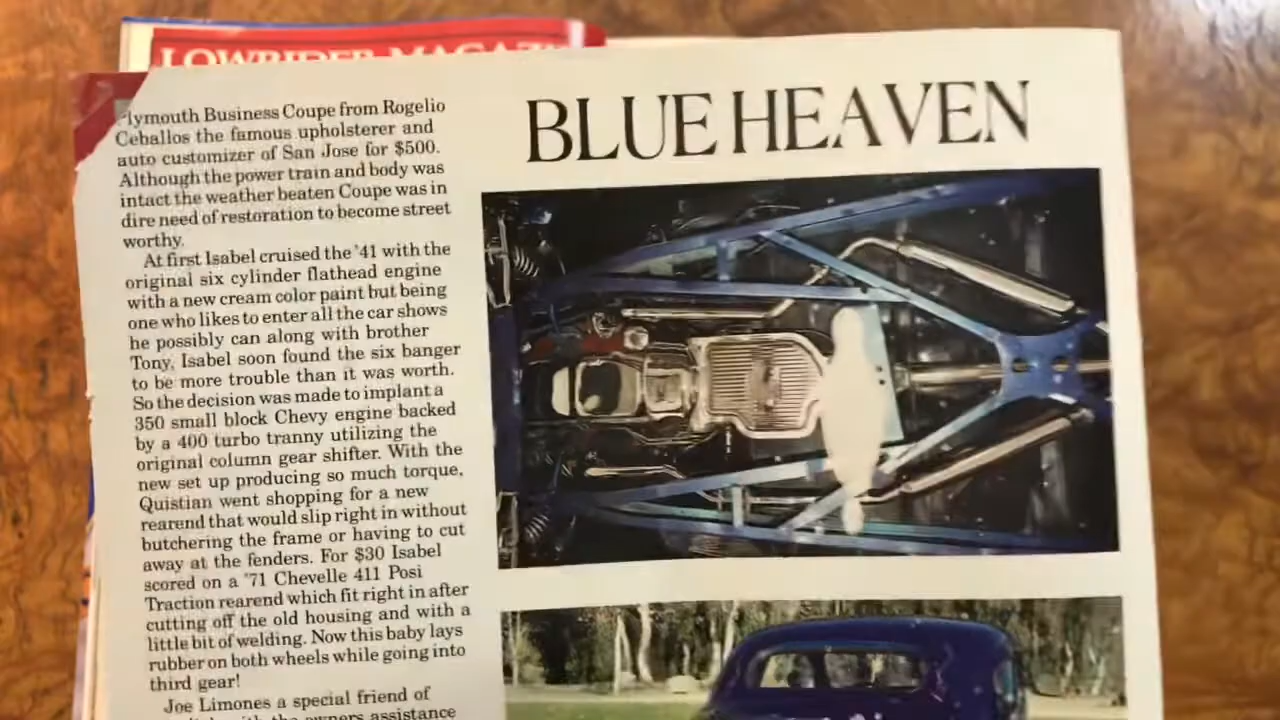 LOWRIDER MAGAZI
lymouth Business Coupe from Rogelio
Ceballos the famous upholsterer and
auto customizer of San Jose for $500.
Although the power train and body was
intact the weather beaten Coupe was in
dire need of restoration to become street
worthy.
At first Isabel cruised the '41 with the
original six cylinder flathead engine
with a new cream color paint but being
one who likes to enter all the car shows
he possibly can along with brother
Tony, Isabel soon found the six banger
to be more trouble than it was worth.
So the decision was made to implant a
350 small block Chevy engine backed
by a 400 turbo tranny utilizing the
original column gear shifter. With the
new set up producing so much torque,
Quistian went shopping for a new
rearend that would slip right in without
butchering the frame or having to cut
away at the fenders. For $30 Isabel
scored on a '71 Chevelle 411 Posi
Traction rearend which fit right in after
cutting off the old housing and with a
little bit of welding. Now this baby lays
rubber on both wheels while going into
third gear!
Joe Limones a special friend of
with the owners assistance
BLUE HEAVEN